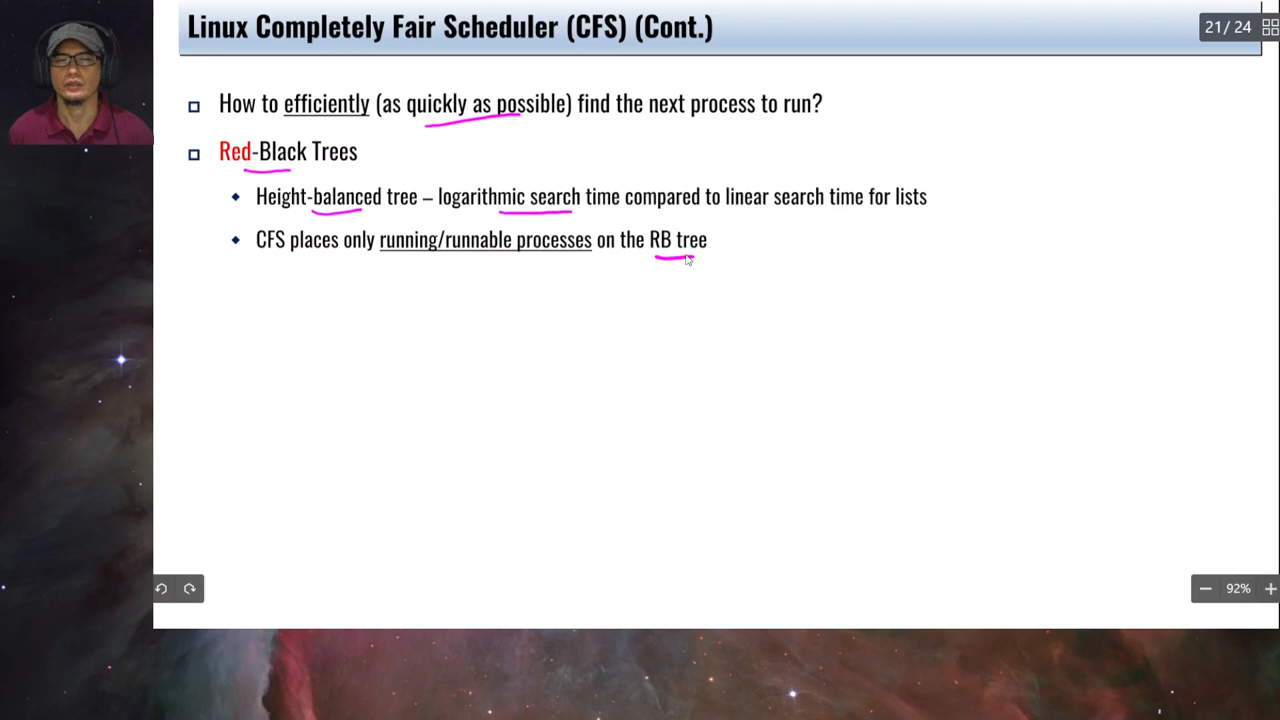 Linux Completely Fair Scheduler (CFS) (Cont.)
21/ 24
How to efficiently (as quickly as possible) find the next process to run?
Red-Black Trees
Height-balanced tree – logarithmic search time compared to linear search time for lists
CFS places only running/runnable processes on the RB tree
92%